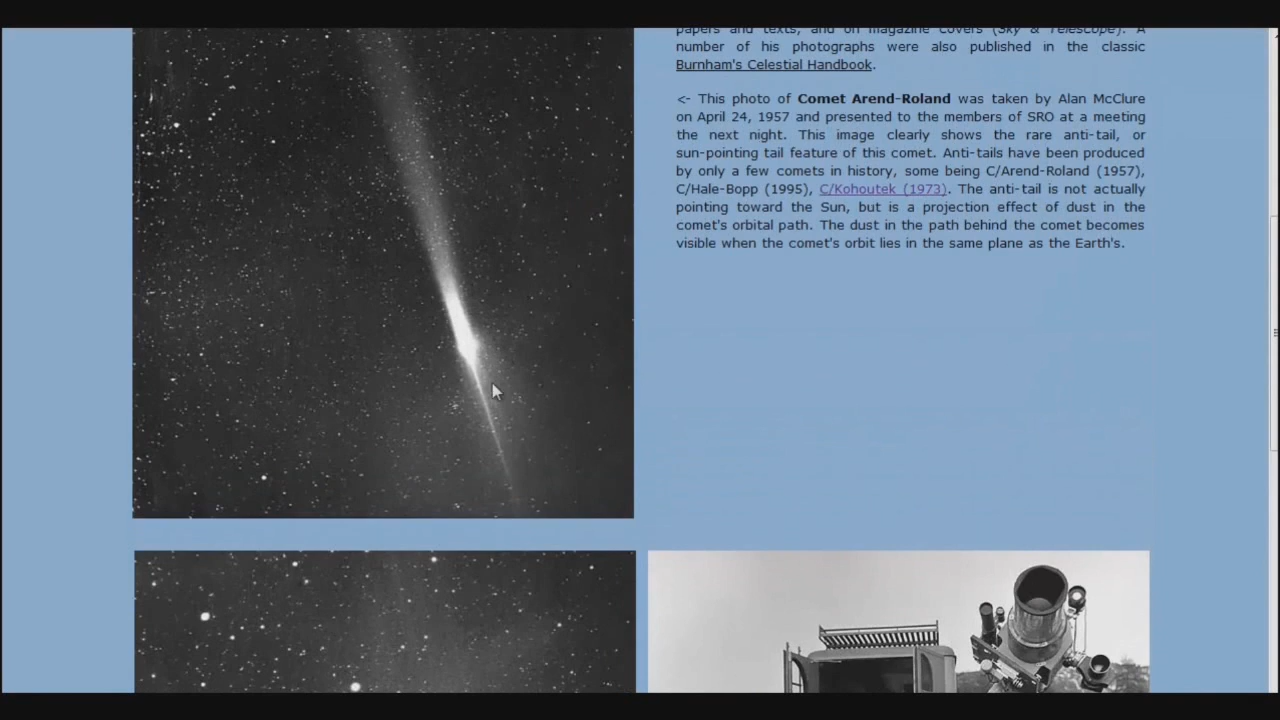 papers and texts, and on magazine covers (Sky & Telescope). A
number of his photographs were also published in the classic
Burnham's Celestial Handbook.
<- This photo of Comet Arend-Roland was taken by Alan McClure
on April 24, 1957 and presented to the members of SRO at a meeting
the next night. This image clearly shows the rare anti-tail, or
sun-pointing tail feature of this comet. Anti-tails have been produced
by only a few comets in history, some being C/Arend-Roland (1957),
C/Hale-Bopp (1995), C/Kohoutek (1973). The anti-tail is not actually
pointing toward the Sun, but is a projection effect of dust in the
comet's orbital path. The dust in the path behind the comet becomes
visible when the comet's orbit lies in the same plane as the Earth's.